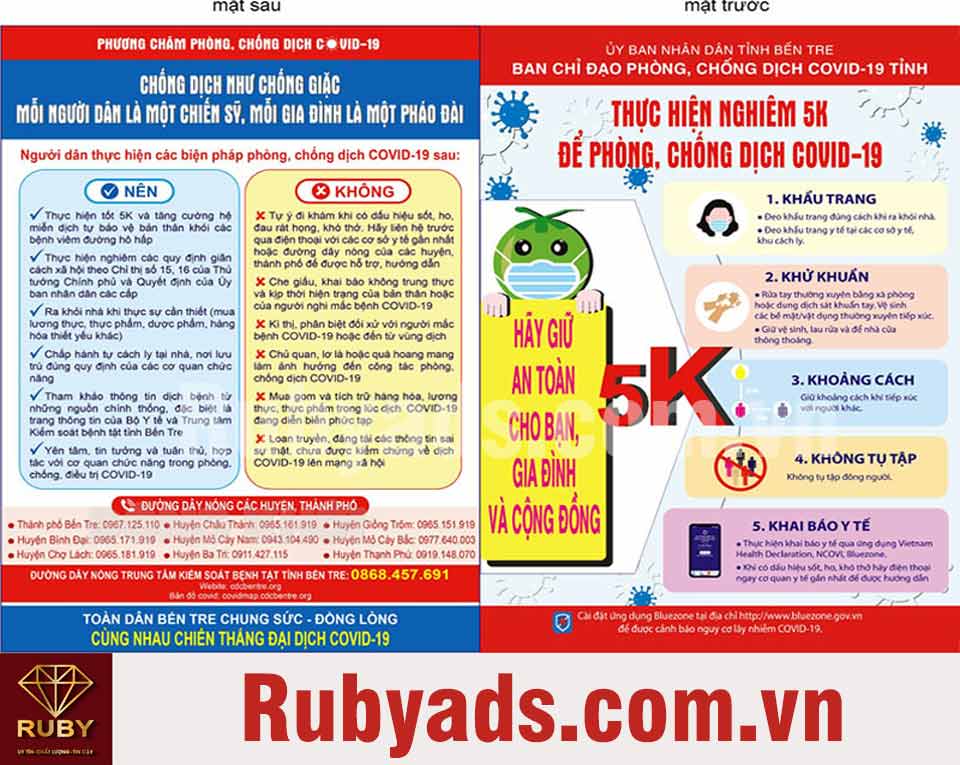 mặt sau
mặt trước
PHƯƠNG CHÂM PHÒNG, CHỐNG DỊCH COVID-19
CHỐNG DỊCH NHƯ CHỐNG GIẶC
MỖI NGƯỜI DÂN LÀ MỘT CHIẾN SỸ, MỖI GIA ĐÌNH LÀ MỘT PHÁO ĐÀI
Người dân thực hiện các biện pháp phòng, chống dịch COVID-19 sau:
NÊN
Thực hiện tốt 5K và tăng cường hệ
miễn dịch tự bảo vệ bản thân khỏi các
bệnh viêm đường hô hấp
Thực hiện nghiêm các quy định giãn
cách xã hội theo Chỉ thị số 15, 16 của Thủ
tướng Chính phủ và Quyết định của Ủy
ban nhân dân các cấp
Ra khỏi nhà khi thực sự cần thiết (mua
lương thực, thực phẩm, dược phẩm, hàng
hóa thiết yếu khác)
Chấp hành tự cách ly tại nhà, nơi lưu
trú đúng quy định của các cơ quan chức
năng
Tham khảo thông tin dịch bệnh từ
những nguồn chính thống, đặc biệt là
trang thông tin của Bộ Y tế và Trung tâm
Kiểm soát bệnh tật tỉnh Bến Tre
Yên tâm, tin tưởng và tuân thủ, hợp
tác với cơ quan chức năng trong phòng,
chống, điều trị COVID-19
KHÔNG
Tự ý đi khám khi có dấu hiệu sốt, ho,
đau rát họng, khó thở. Hãy liên hệ trước
qua điện thoại với các cơ sở y tế gần nhất
hoặc đường dây nóng của các huyện,
thành phố để được hỗ trợ, hướng dẫn
Che giấu, khai báo không trung thực
và kịp thời hiện trạng của bản thân hoặc
của người nghi mắc bệnh COVID-19
Kì thị, phân biệt đối xử với người mắc
bệnh COVID-19 hoặc đến từ vùng dịch
Chủ quan, lơ là hoặc quá hoang mang
làm ảnh hưởng đến công tác phòng,
chống dịch COVID-19
Mua gom và tích trữ hàng hóa, lương
thực, thực phẩm trong lúc dịch COVID-19
đang diễn biến phức tạp
Loan truyền, đăng tải các thông tin sai
sự thật, chưa được kiểm chứng về dịch
COVID-19 lên mạng xã hội
ĐƯỜNG DÂY NÓNG CÁC HUYỆN, THÀNH PHỐ
• Thành phố Bến Tre: 0967.125.110 • Huyện Châu Thành: 0965.161.919 • Huyện Giồng Trôm: 0965.151.919
• Huyện Bình Đại: 0965.171.919 • Huyện Mỏ Cày Nam: 0943.104.490 • Huyện Mỏ Cày Bắc: 0977.640.003
• Huyện Chợ Lách: 0965.181.919 • Huyện Ba Tri: 0911.427.115 • Huyện Thạnh Phú: 0919.148.070
ĐƯỜNG DÂY NÓNG TRUNG TÂM KIỂM SOÁT BỆNH TẬT TỈNH BẾN TRE: 0868.457.691
Webite: cdcbentre.org
Bản đồ covid: covidmap.cdcbentre.org
TOÀN DÂN BẾN TRE CHUNG SỨC - ĐỒNG LÒNG
CÙNG NHAU CHIẾN THẮNG ĐẠI DỊCH COVID-19
ỦY BAN NHÂN DÂN TỈNH BẾN TRE
BAN CHỈ ĐẠO PHÒNG, CHỐNG DỊCH COVID-19 TỈNH
THỰC HIỆN NGHIÊM 5K
ĐỂ PHÒNG, CHỐNG DỊCH COVID-19
HÃY GIỮ
AN TOÀN
CHO BẠN,
GIA ĐÌNH
VÀ CỘNG ĐỒNG
5K
1. KHẨU TRANG
• Đeo khẩu trang đúng cách khi ra khỏi nhà.
• Đeo khẩu trang y tế tại các cơ sở y tế,
khu cách ly.
2. KHỬ KHUẨN
• Rửa tay thường xuyên bằng xà phòng
hoặc dung dịch sát khuẩn tay. Vệ sinh
các bề mặt/vật dụng thường xuyên tiếp xúc.
• Giữ vệ sinh, lau rửa và để nhà cửa
thông thoáng.
3. KHOẢNG CÁCH
Giữ khoảng cách khi tiếp xúc
với người khác.
4. KHÔNG TỤ TẬP
Không tụ tập đông người.
5. KHAI BÁO Y TẾ
• Thực hiện khai báo y tế qua ứng dụng Vietnam
Health Declaration, NCOVI, Bluezone.
• Khi có dấu hiệu sốt, ho, khó thở hãy điện thoại
ngay cơ quan y tế gần nhất để được hướng dẫn
Cài đặt ứng dụng Bluezone tại địa chỉ http://www.bluezone.gov.vn
để được cảnh báo nguy cơ lây nhiễm COVID-19.
Rubyads.com.vn
RUBY
UY TÍN-CHẤT LƯỢNG-TIN CẬY
Rubyads.com.vn